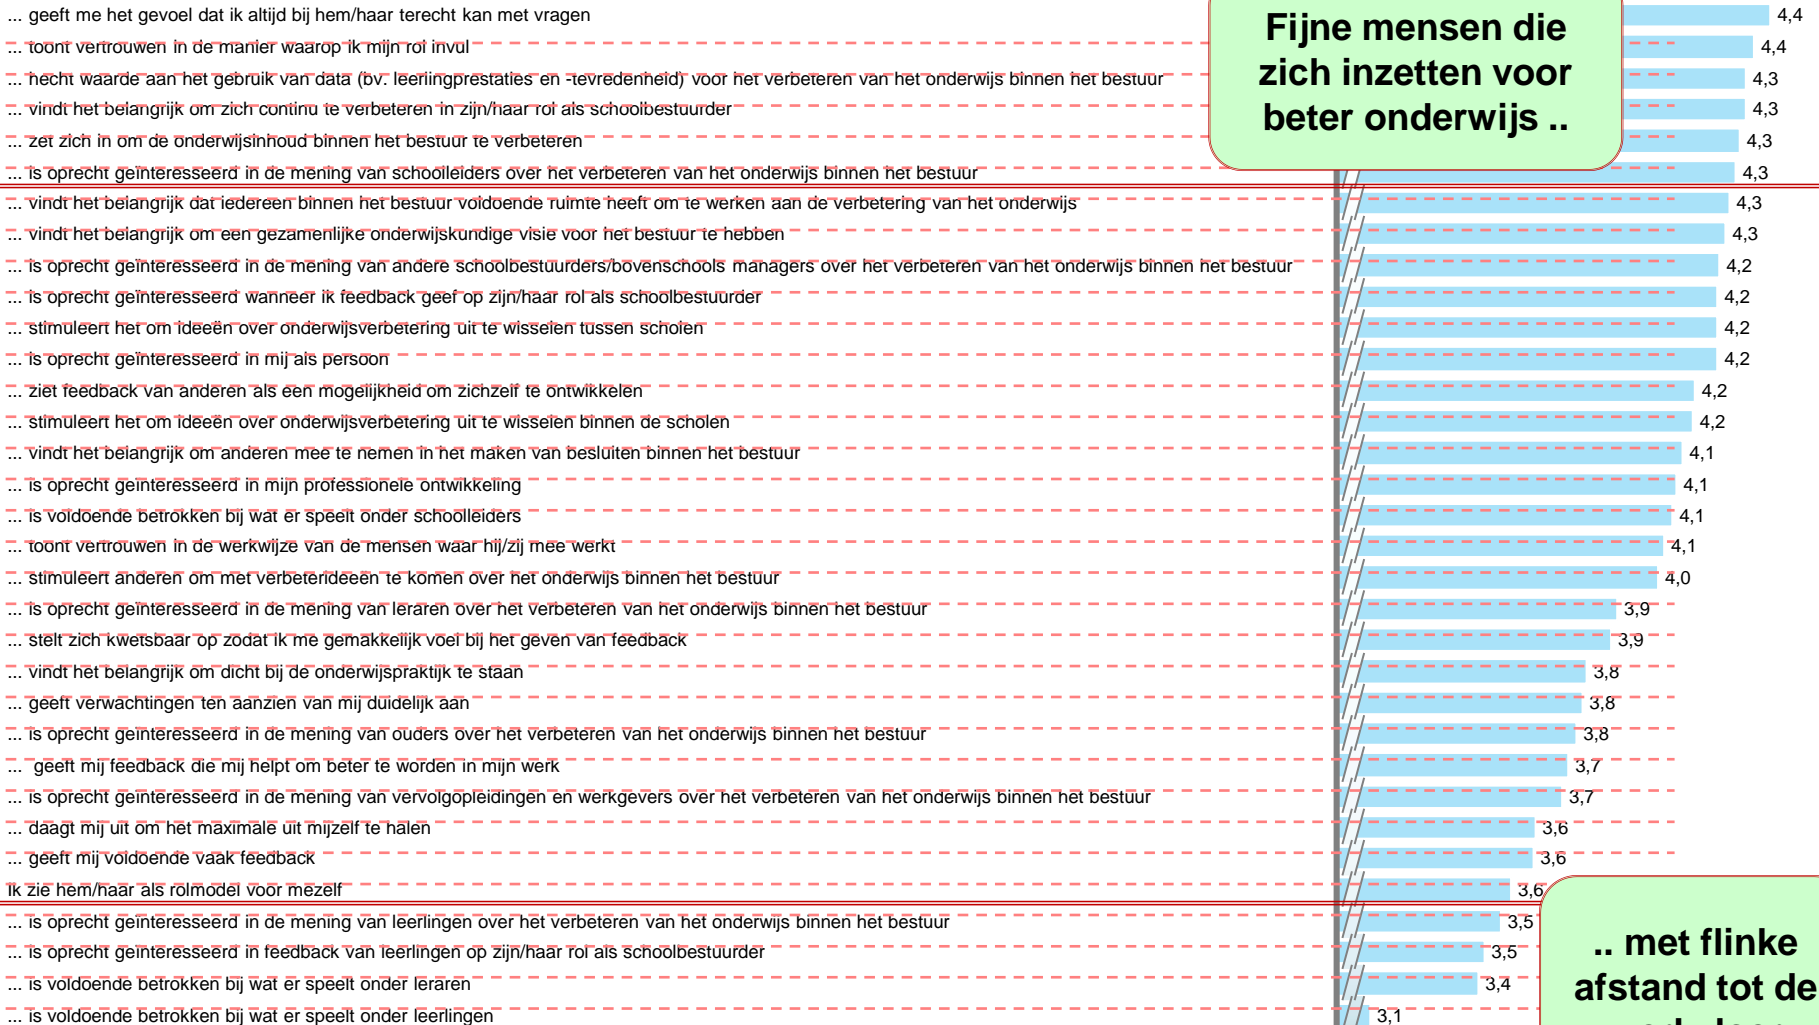 ... geeft me het gevoel dat ik altijd bij hem/haar terecht kan met vragen 4,4
... toont vertrouwen in de manier waarop ik mijn rol invul 4,4
... hecht waarde aan het gebruik van data (bv. leerlingprestaties en -tevredenheid) voor het verbeteren van het onderwijs binnen het bestuur 4,3
... vindt het belangrijk om zich continu te verbeteren in zijn/haar rol als schoolbestuurder 4,3
... zet zich in om de onderwijsinhoud binnen het bestuur te verbeteren 4,3
... is oprecht geïnteresseerd in de mening van schoolleiders over het verbeteren van het onderwijs binnen het bestuur 4,3
Fijne mensen die
zich inzetten voor
beter onderwijs ..
... vindt het belangrijk dat iedereen binnen het bestuur voldoende ruimte heeft om te werken aan de verbetering van het onderwijs 4,3
... vindt het belangrijk om een gezamenlijke onderwijskundige visie voor het bestuur te hebben 4,3
... is oprecht geïnteresseerd in de mening van andere schoolbestuurders/bovenschools managers over het verbeteren van het onderwijs binnen het bestuur 4,2
... is oprecht geïnteresseerd wanneer ik feedback geef op zijn/haar rol als schoolbestuurder 4,2
... stimuleert het om ideeën over onderwijsverbetering uit te wisselen tussen scholen 4,2
... is oprecht geïnteresseerd in mij als persoon 4,2
... ziet feedback van anderen als een mogelijkheid om zichzelf te ontwikkelen 4,2
... stimuleert het om ideeën over onderwijsverbetering uit te wisselen binnen de scholen 4,2
... vindt het belangrijk om anderen mee te nemen in het maken van besluiten binnen het bestuur 4,1
... is oprecht geïnteresseerd in mijn professionele ontwikkeling 4,1
... is voldoende betrokken bij wat er speelt onder schoolleiders 4,1
... toont vertrouwen in de werkwijze van de mensen waar hij/zij mee werkt 4,1
... stimuleert anderen om met verbeterideeën te komen over het onderwijs binnen het bestuur 4,0
... is oprecht geïnteresseerd in de mening van leraren over het verbeteren van het onderwijs binnen het bestuur 3,9
... stelt zich kwetsbaar op zodat ik me gemakkelijk voel bij het geven van feedback 3,9
... vindt het belangrijk om dicht bij de onderwijspraktijk te staan 3,8
... geeft verwachtingen ten aanzien van mij duidelijk aan 3,8
... is oprecht geïnteresseerd in de mening van ouders over het verbeteren van het onderwijs binnen het bestuur 3,8
... geeft mij feedback die mij helpt om beter te worden in mijn werk 3,7
... is oprecht geïnteresseerd in de mening van vervolgopleidingen en werkgevers over het verbeteren van het onderwijs binnen het bestuur 3,7
... daagt mij uit om het maximale uit mijzelf te halen 3,6
... geeft mij voldoende vaak feedback 3,6
Ik zie hem/haar als rolmodel voor mezelf 3,6
... is oprecht geïnteresseerd in de mening van leerlingen over het verbeteren van het onderwijs binnen het bestuur 3,5
... is oprecht geïnteresseerd in feedback van leerlingen op zijn/haar rol als schoolbestuurder 3,5
... is voldoende betrokken bij wat er speelt onder leraren 3,4
... is voldoende betrokken bij wat er speelt onder leerlingen 3,1
.. met flinke
afstand tot de